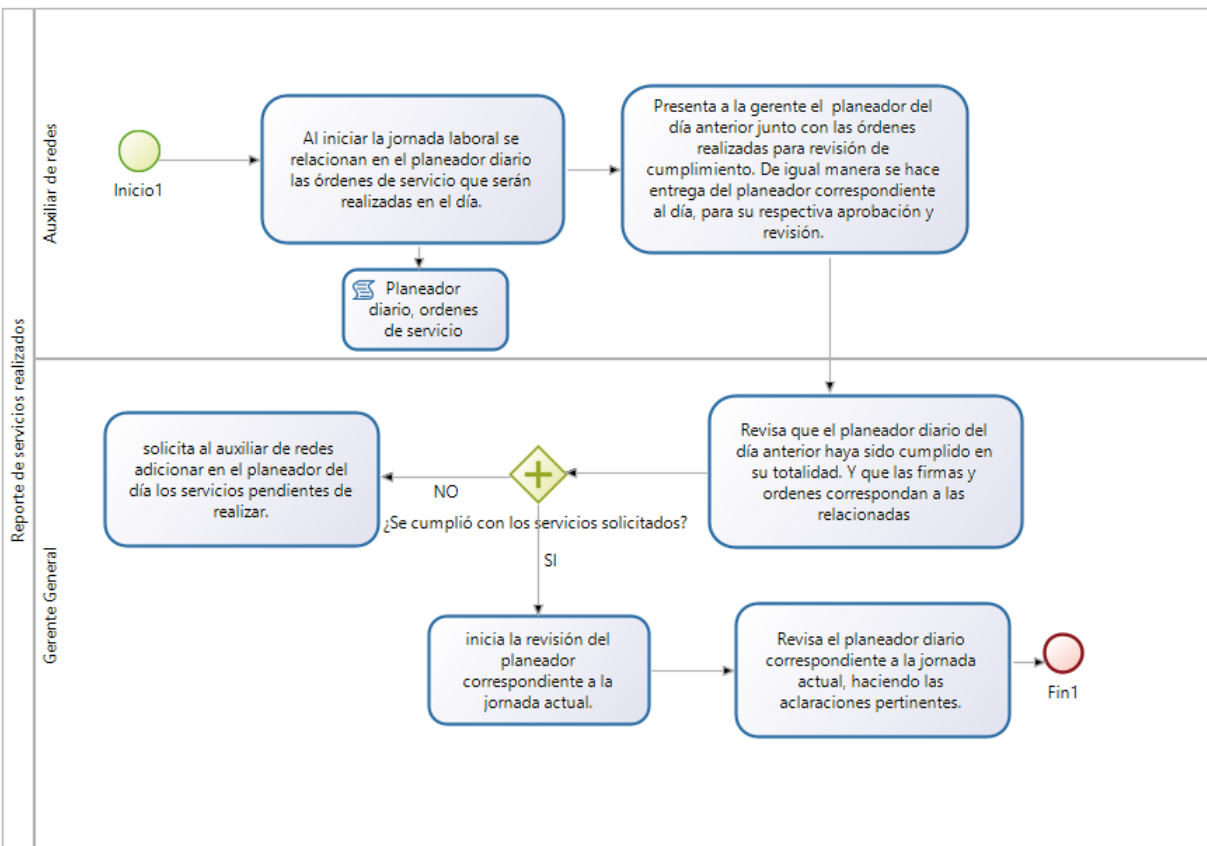 Reporte de servicios realizados
Auxiliar de redes
Inicio1
Al iniciar la jornada laboral se
relacionan en el planeador diario
las órdenes de servicio que serán
realizadas en el día.
Presenta a la gerente el planeador del
día anterior junto con las órdenes
realizadas para revisión de
cumplimiento. De igual manera se hace
entrega del planeador correspondiente
al día, para su respectiva aprobación y
revisión.
Planeador
diario, ordenes
de servicio
Gerente General
solicita al auxiliar de redes
adicionar en el planeador del
día los servicios pendientes de
realizar.
NO
¿Se cumplió con los servicios solicitados?
SI
Revisa que el planeador diario del
día anterior haya sido cumplido en
su totalidad. Y que las firmas y
ordenes correspondan a las
relacionadas
inicia la revisión del
planeador
correspondiente a la
jornada actual.
Revisa el planeador diario
correspondiente a la jornada
actual, haciendo las
aclaraciones pertinentes.
Fin1